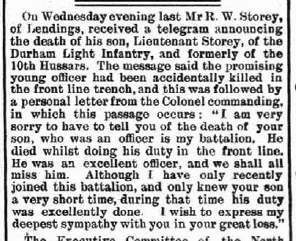 On Wednesday evening last Mr R. W. Storey,
of Lendings, received a telegram announcing
the death of his son, Lieutenant Storey, of the
Durham Light Infantry, and formerly of the
10th Hussars. The message said the promising
young officer had been accidentally killed in
the front line trench, and this was followed by
a personal letter from the Colonel commanding,
in which this passage occurs: "I am very
sorry to have to tell you of the death of your
son, who was an officer is my battalion. He
died whilst doing his duty in the front line.
He was an excellent officer, and we shall all
miss him. Although I have only recently
joined this battalion, and only knew your son
a very short time, during that time his duty
was excellently done. I wish to express my
deepest sympathy with you in your great loss."
The Executive Committee of the North